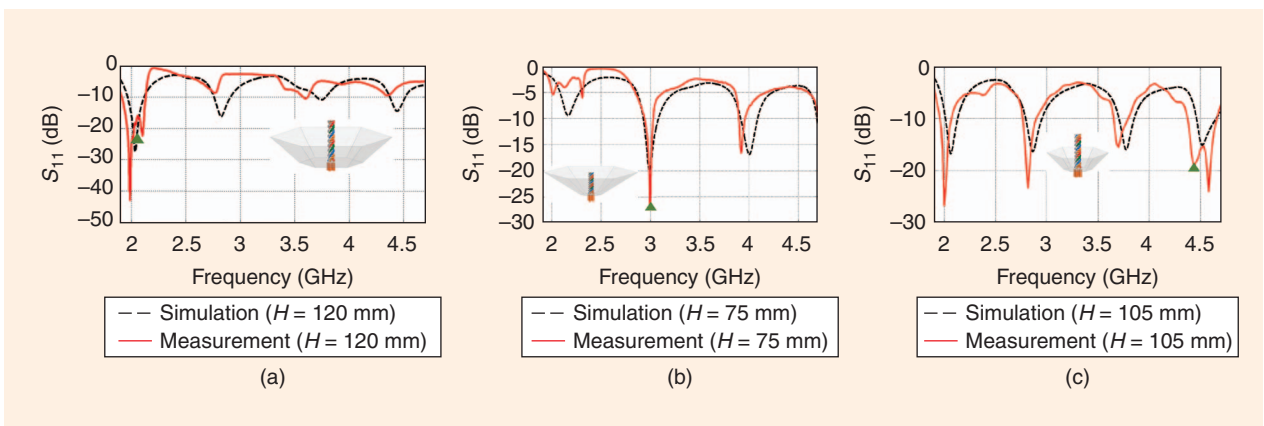 0
−10
−20
−30
−40
−50
S11 (dB)
2 2.5 3 3.5 4 4.5
Frequency (GHz)
Simulation (H = 120 mm)
Measurement (H = 120 mm)
(a)
0
−5
−10
−15
−20
−25
−30
S11 (dB)
2 2.5 3 3.5 4 4.5
Frequency (GHz)
Simulation (H = 75 mm)
Measurement (H = 75 mm)
(b)
0
−10
−20
−30
S11 (dB)
2 2.5 3 3.5 4 4.5
Frequency (GHz)
Simulation (H = 105 mm)
Measurement (H = 105 mm)
(c)